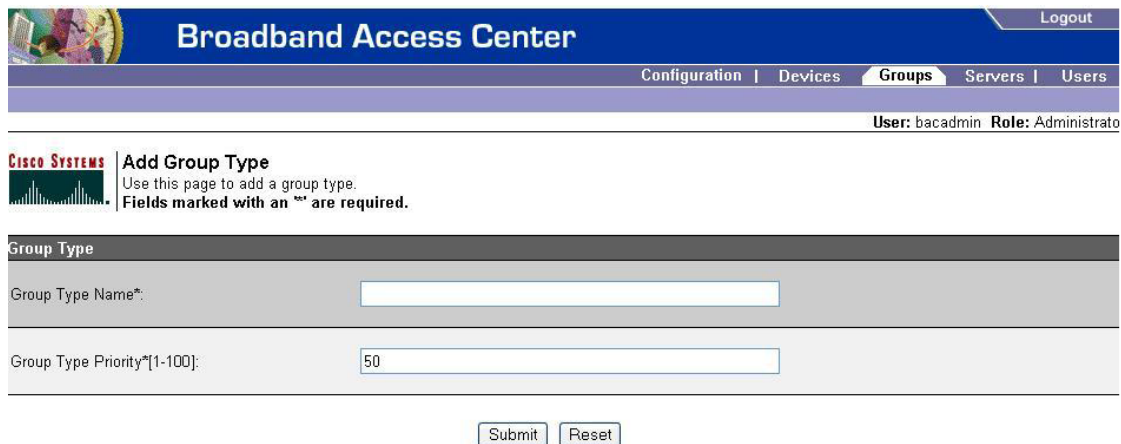 Logout
Broadband Access Center
Configuration | Devices Groups Servers | Users
User: bacadmin Role: Administrato
CISCO SYSTEMS
Add Group Type
Use this page to add a group type.
Fields marked with an '*' are required.
Group Type
Group Type Name*:
Group Type Priority*[1-100]: 50
Submit Reset